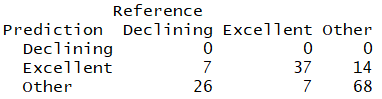 Reference
Prediction Declining Excellent Other
Declining 0 0 0
Excellent 7 37 14
Other 26 7 68